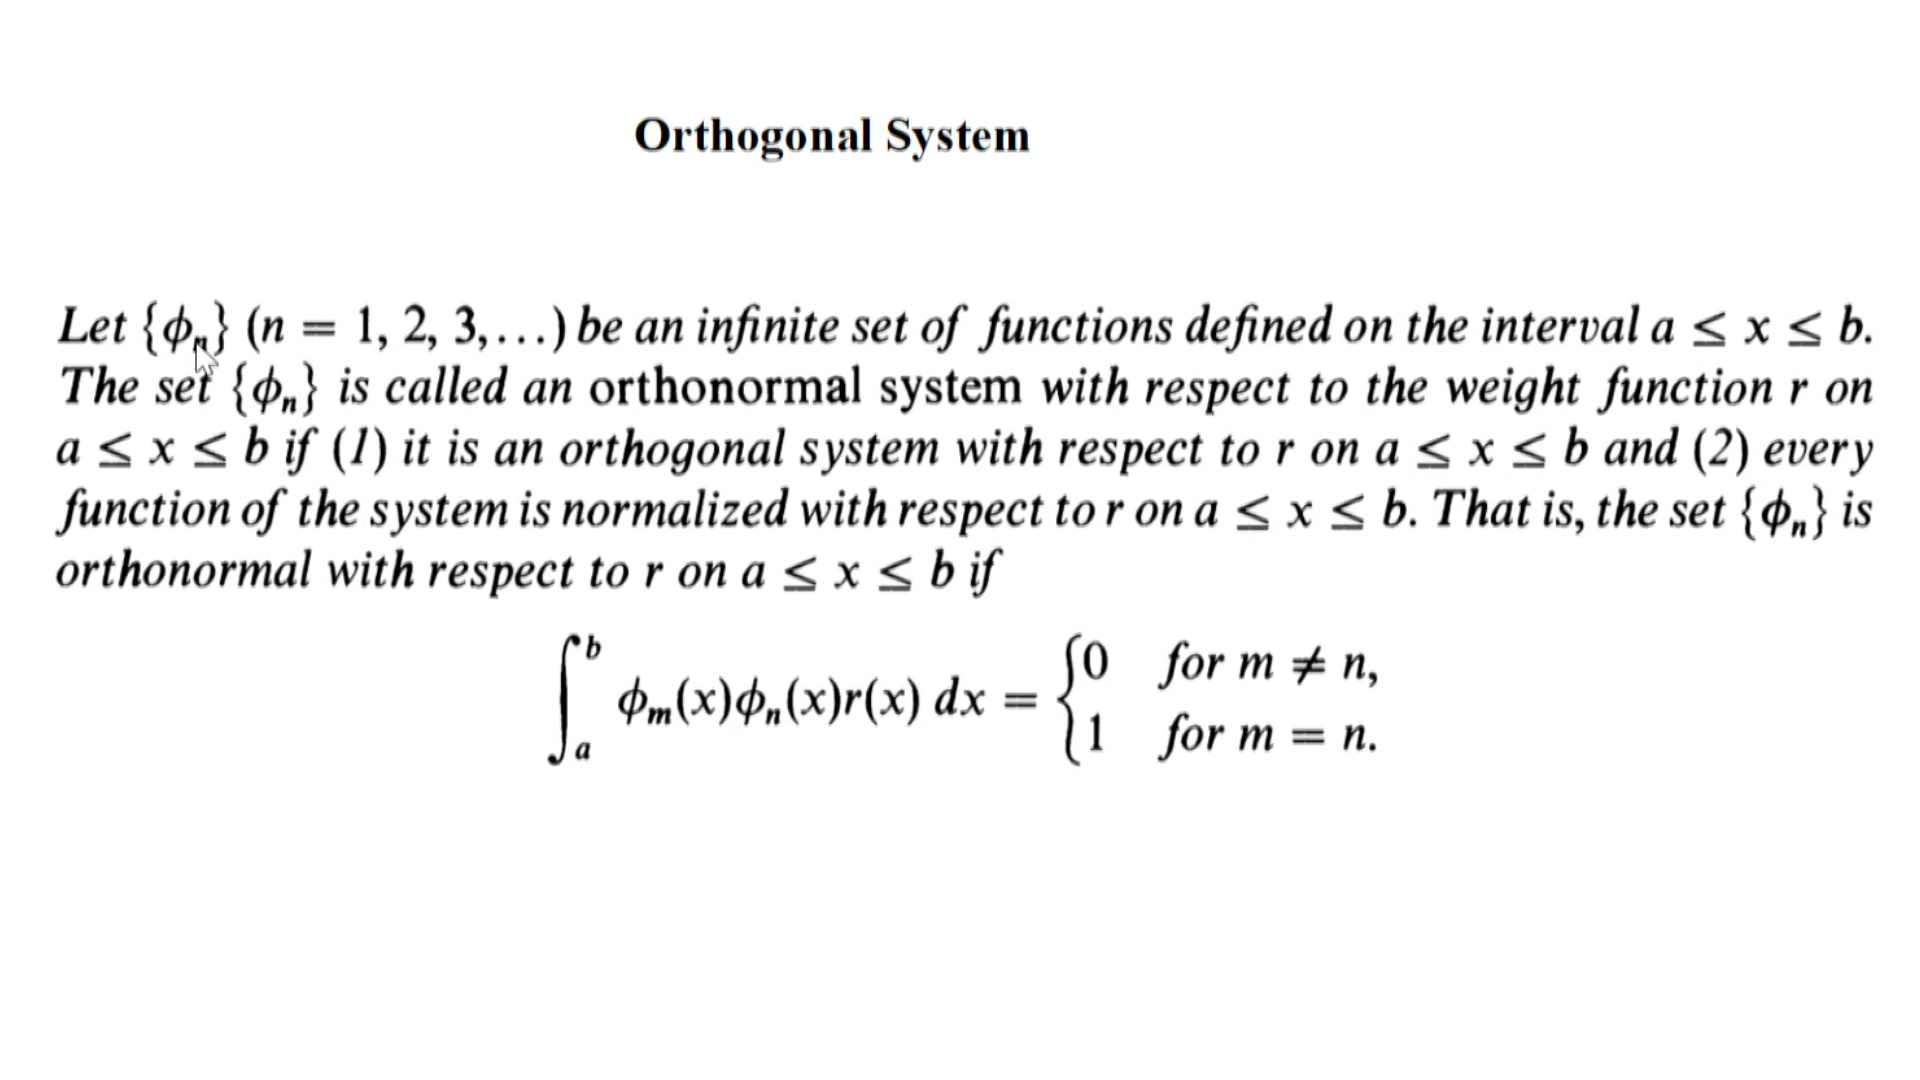 Orthogonal System
Let {ϕₙ} (n = 1, 2, 3,...) be an infinite set of functions defined on the interval a ≤ x ≤ b.
The set {ϕₙ} is called an orthonormal system with respect to the weight function r on
a ≤ x ≤ b if (1) it is an orthogonal system with respect to r on a ≤ x ≤ b and (2) every
function of the system is normalized with respect to r on a ≤ x ≤ b. That is, the set {ϕₙ} is
orthonormal with respect to r on a ≤ x ≤ b if
∫ₐᵇ ϕₘ(x)ϕₙ(x)r(x) dx = {0 for m ≠ n,
1 for m = n.